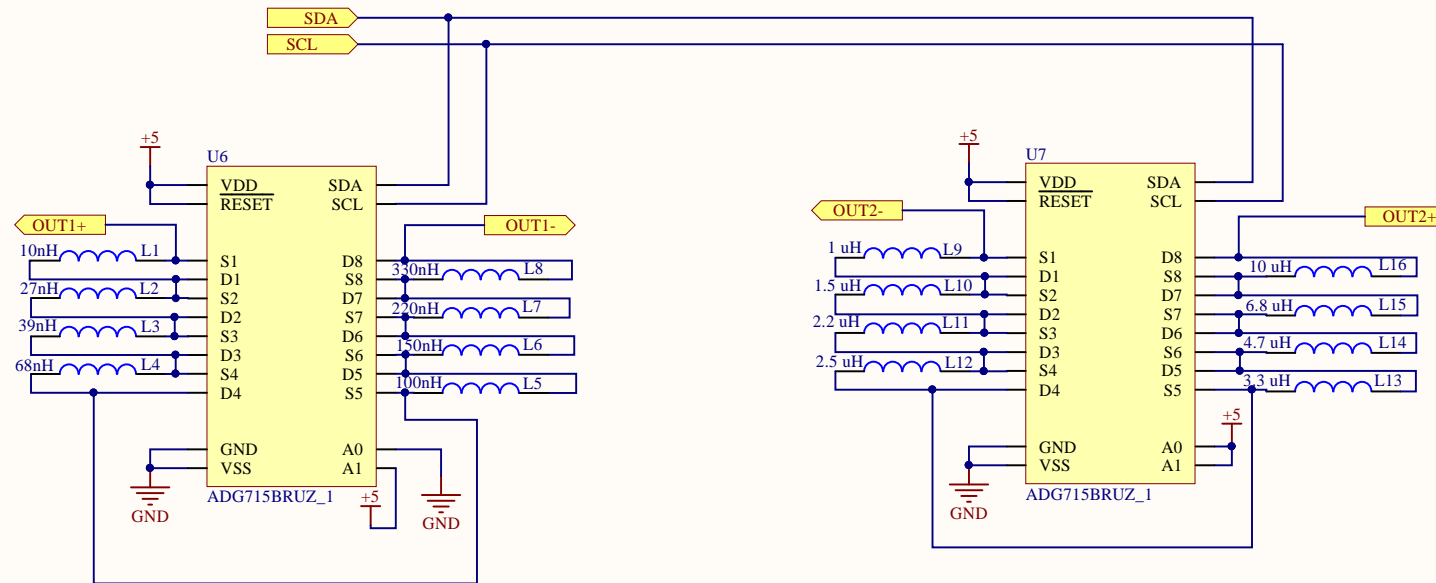 SDA
SCL
+5
U6
VDD SDA
RESET SCL
OUT1+ OUT1-
10nH L1 S1 D8
330nH L8
D1 S8
27nH L2 S2 D7
220nH L7
D2 S7
39nH L3 S3 D6
150nH L6
D3 S6
68nH L4 S4 D5
100nH L5
D4 S5
GND A0
VSS A1
ADG715BRUZ_1
+5
GND
GND
+5
U7
VDD SDA
RESET SCL
OUT2- OUT2+
1 uH L9 S1 D8
10 uH L16
D1 S8
1.5 uH L10 S2 D7
6.8 uH L15
D2 S7
2.2 uH L11 S3 D6
4.7 uH L14
D3 S6
2.5 uH L12 S4 D5
3.3 uH L13
D4 S5
+5
GND A0
VSS A1
ADG715BRUZ_1
GND